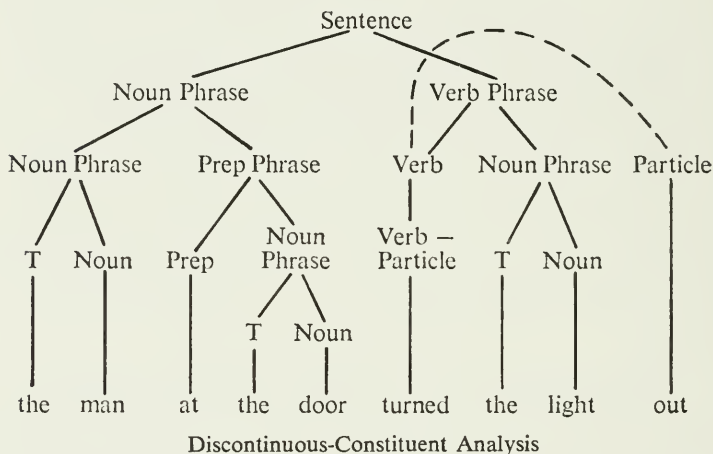 Sentence
Noun Phrase Verb Phrase
Noun Phrase Prep Phrase Verb Noun Phrase Particle
Noun Verb –
T Noun Prep Phrase Particle T Noun
T Noun
the man at the door turned the light out
Discontinuous-Constituent Analysis